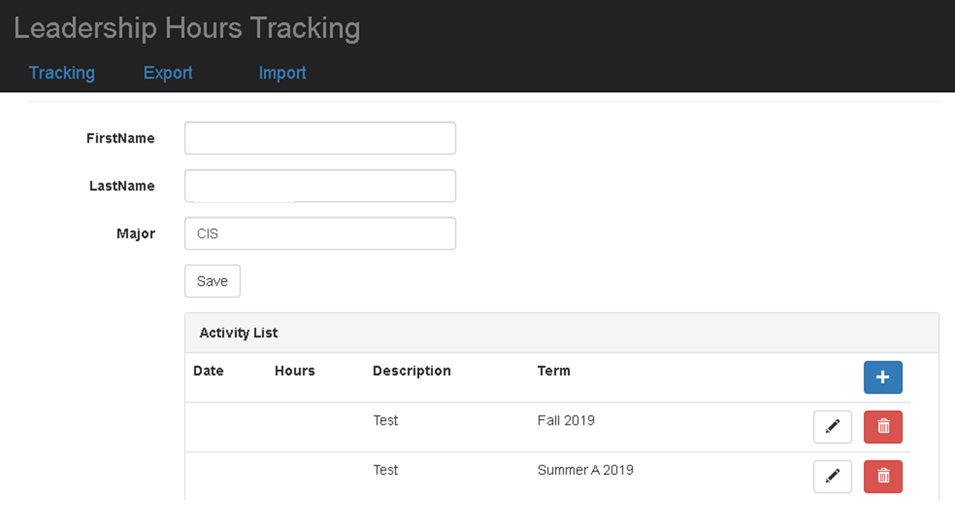 Leadership Hours Tracking
Tracking Export Import
FirstName
LastName
Major CIS
Save
Activity List
Date Hours Description Term
Test Fall 2019
Test Summer A 2019